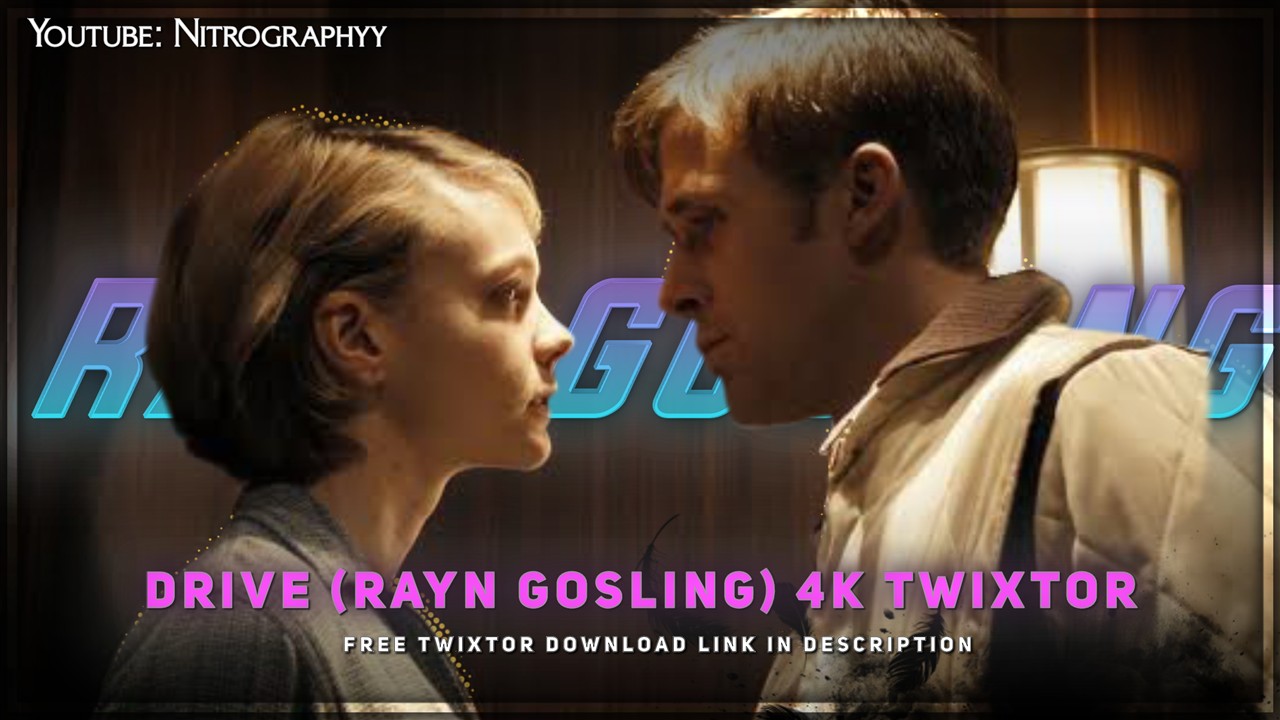 YOUTUBE: NITROGRAPHYY
DRIVE (RAYN GOSLING) 4K TWIXTOR
FREE TWIXTOR DOWNLOAD LINK IN DESCRIPTION